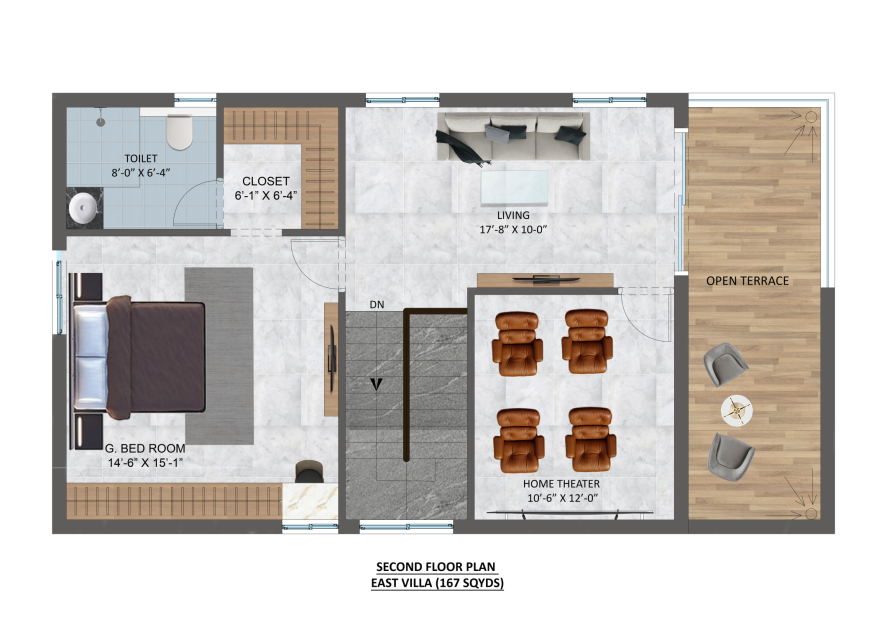 TOILET
8'-0" X 6'-4"
CLOSET
6'-1" X 6'-4"
LIVING
17'-8" X 10-0"
OPEN TERRACE
DN
G. BED ROOM
14'-6" X 15'-1"
HOME THEATER
10'-6" X 12'-0"
SECOND FLOOR PLAN
EAST VILLA (167 SQYDS)